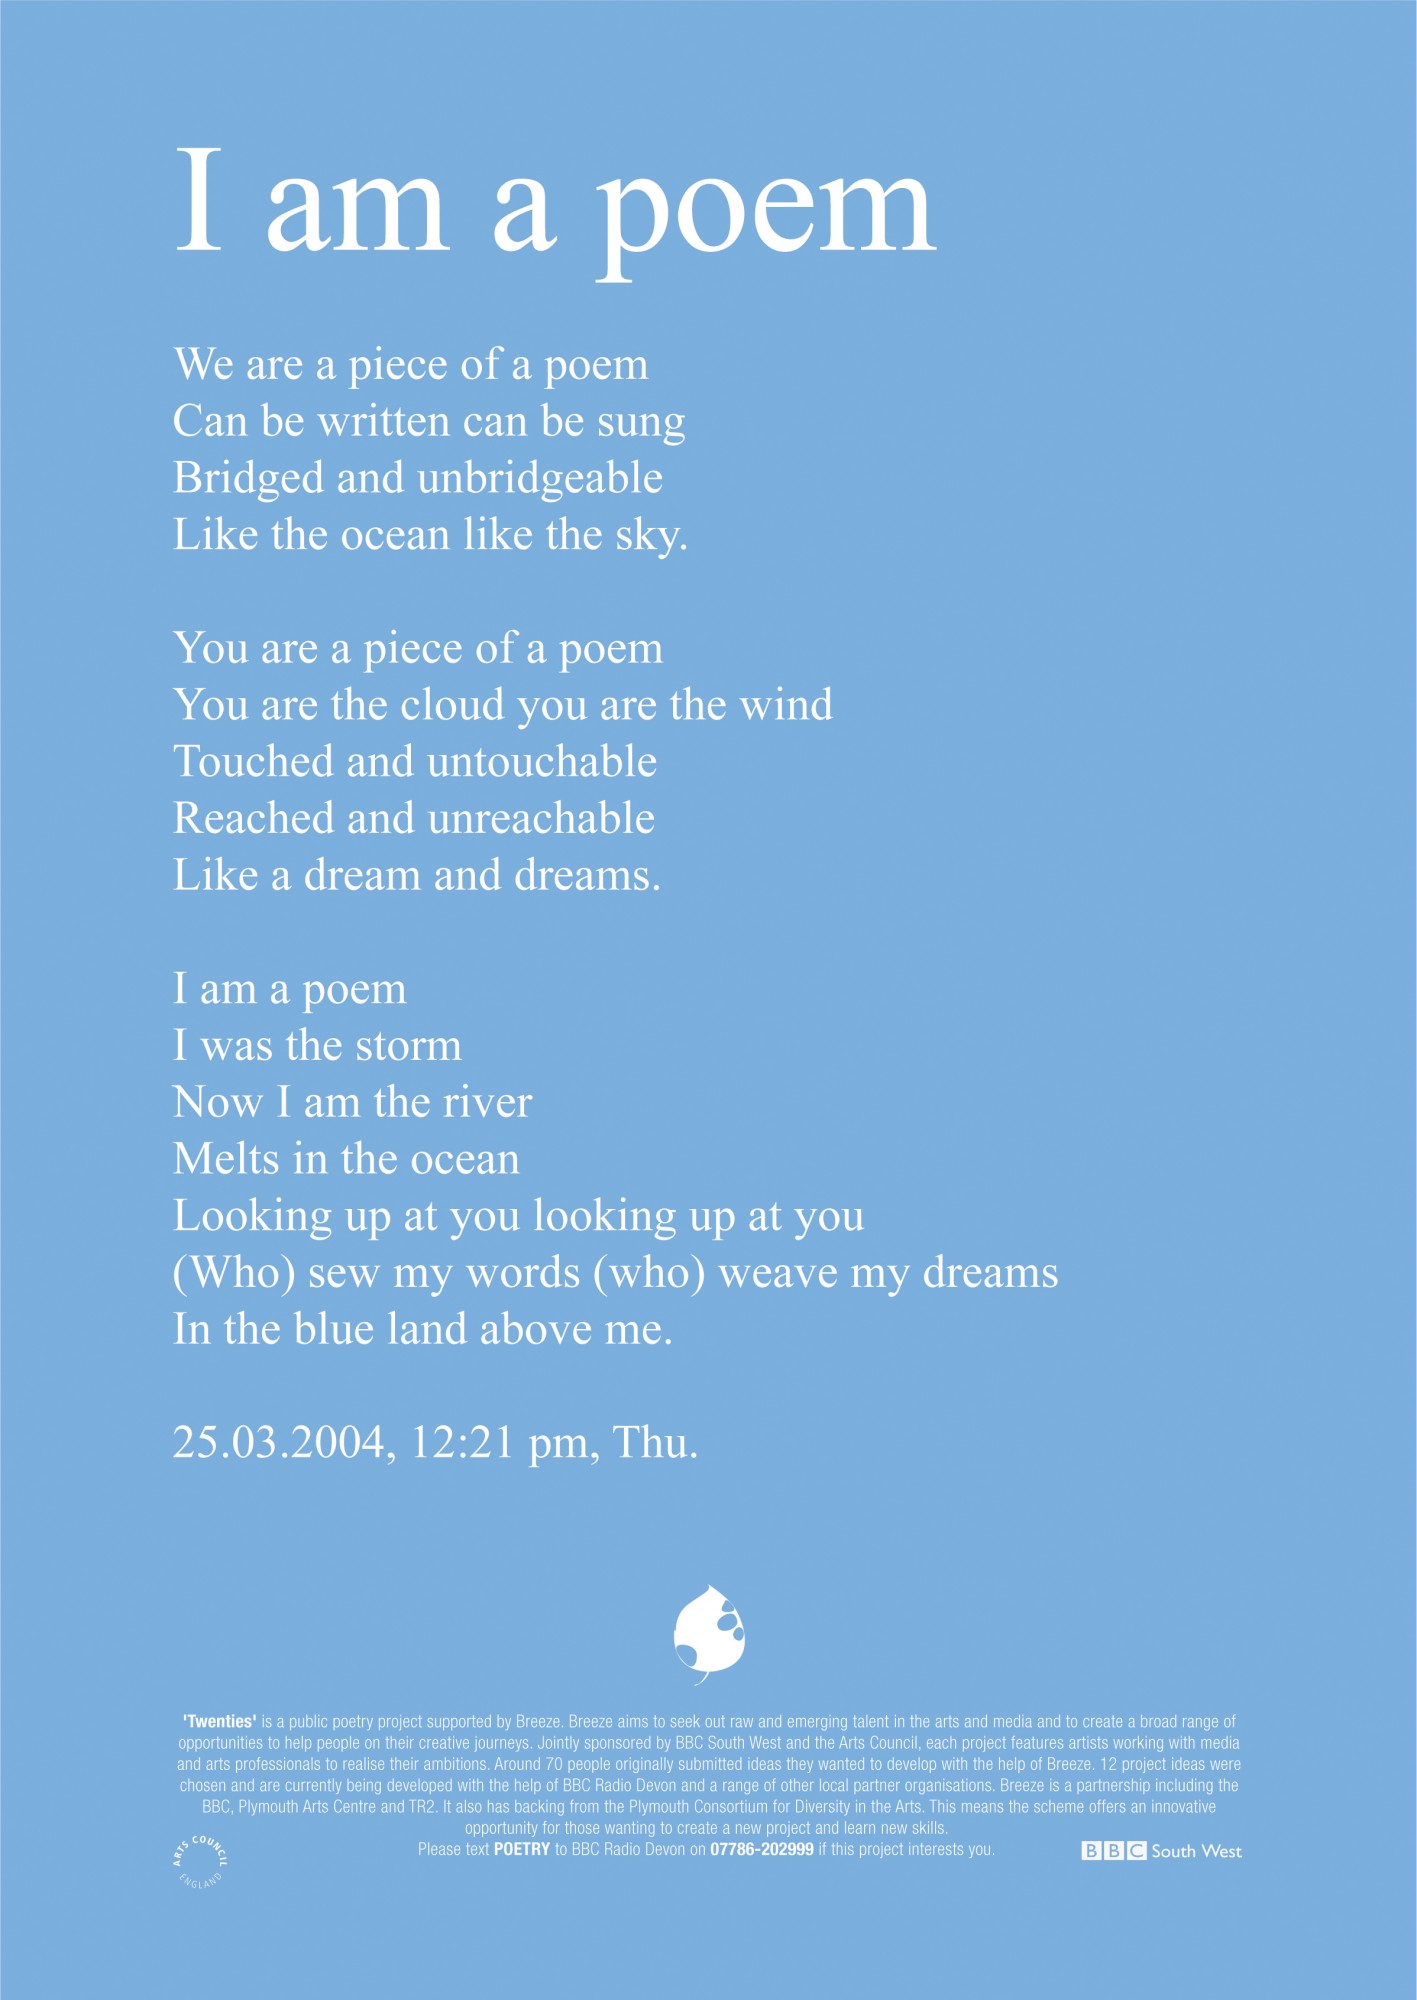 I am a poem
We are a piece of a poem
Can be written can be sung
Bridged and unbridgeable
Like the ocean like the sky.
You are a piece of a poem
You are the cloud you are the wind
Touched and untouchable
Reached and unreachable
Like a dream and dreams.
I am a poem
I was the storm
Now I am the river
Melts in the ocean
Looking up at you looking up at you
(Who) sew my words (who) weave my dreams
In the blue land above me.
25.03.2004, 12:21 pm, Thu.
'Twenties' is a public poetry project supported by Breeze. Breeze aims to seek out raw and emerging talent in the arts and media and to create a broad range of
opportunities to help people on their creative journeys. Jointly sponsored by BBC South West and the Arts Council, each project features artists working with media
and arts professionals to realise their ambitions. Around 70 people originally submitted ideas they wanted to develop with the help of Breeze. 12 project ideas were
chosen and are currently being developed with the help of BBC Radio Devon and a range of other local partner organisations. Breeze is a partnership including the
BBC, Plymouth Arts Centre and TR2. It also has backing from the Plymouth Consortium for Diversity in the Arts. This means the scheme offers an innovative
opportunity for those wanting to create a new project and learn new skills.
Please text POETRY to BBC Radio Devon on 07786-202999 if this project interests you.
ARTS COUNCIL
ENGLAND
BBC South West